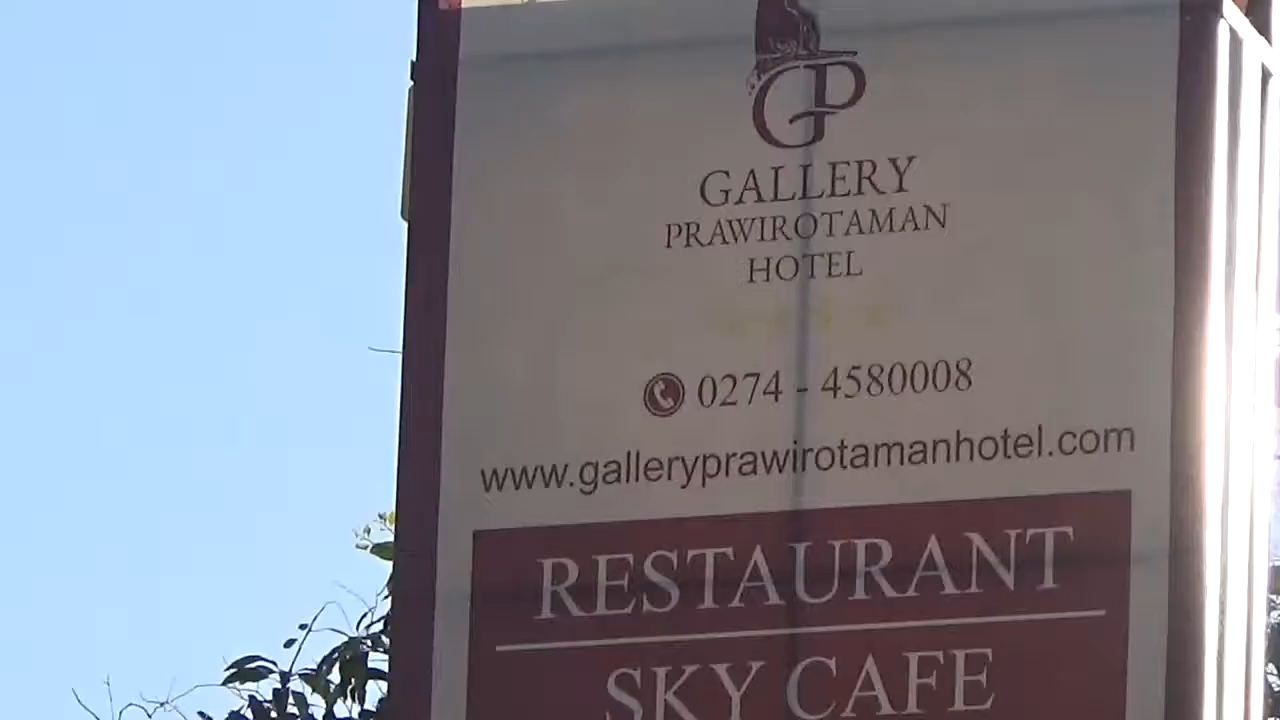 GP
GALLERY
PRAWIROTAMAN
HOTEL
0274 - 4580008
www.galleryprawirotamanhotel.com
RESTAURANT
SKY CAFE